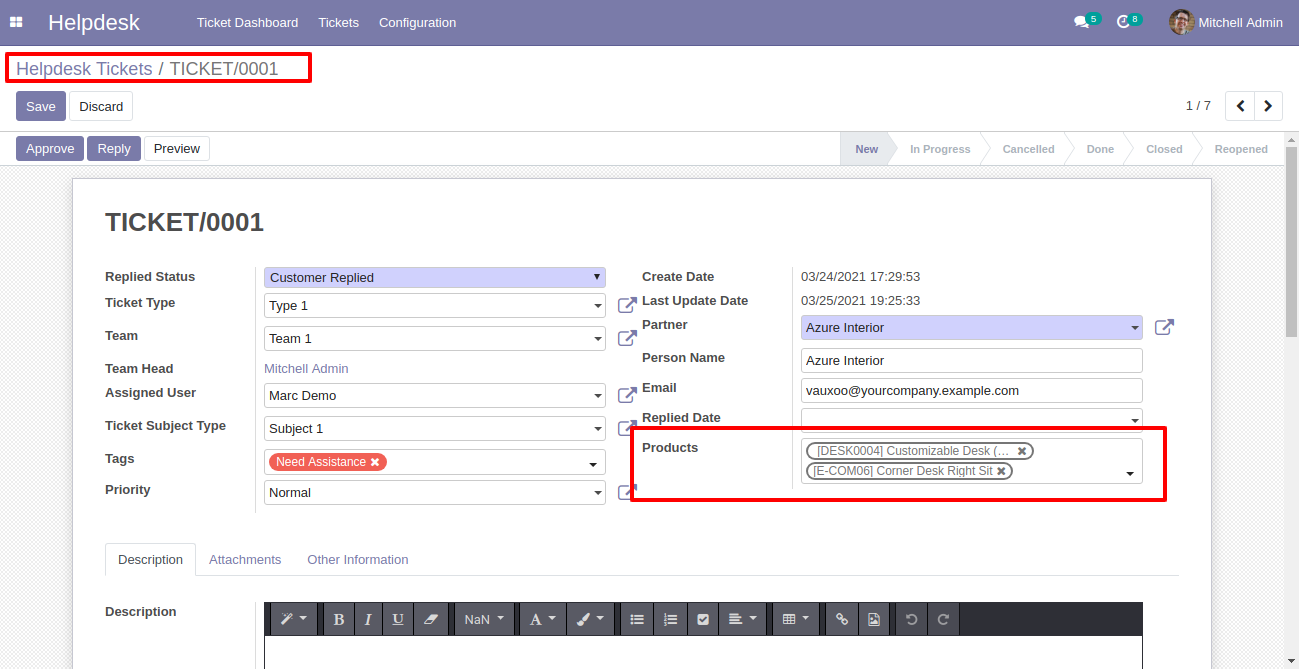 Helpdesk Ticket Dashboard Tickets Configuration 5 8 Mitchell Admin
Helpdesk Tickets / TICKET/0001
Save Discard 1 / 7
Approve Reply Preview New In Progress Cancelled Done Closed Reopened
TICKET/0001
Replied Status Customer Replied
Ticket Type Type 1
Team Team 1
Team Head Mitchell Admin
Assigned User Marc Demo
Ticket Subject Type Subject 1
Tags Need Assistance
Priority Normal
Create Date 03/24/2021 17:29:53
Last Update Date 03/25/2021 19:25:33
Partner Azure Interior
Person Name Azure Interior
Email vauxoo@yourcompany.example.com
Replied Date
Products [DESK0004] Customizable Desk (...
[E-COM06] Corner Desk Right Sit
Description Attachments Other Information
Description
B I U NaN A